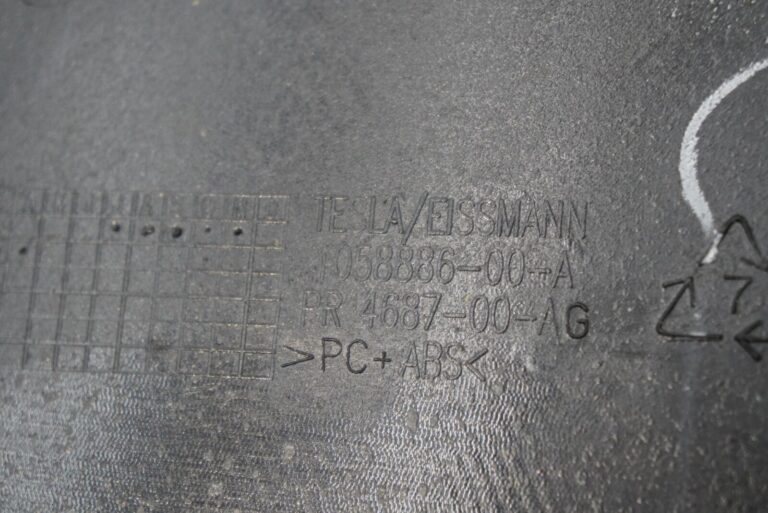 TESLA/EISSMANN
1058886-00-A
PR 4687-00-AG
>PC+ABS<
7